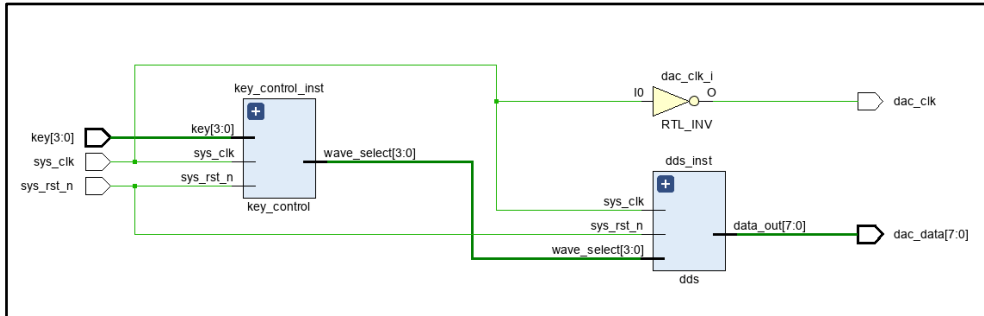 key[3:0]
sys_clk
sys_rst_n
key_control_inst
key[3:0]
sys_clk
sys_rst_n
wave_select[3:0]
key_control
dac_clk_i
I0
O
RTL_INV
dac_clk
dds_inst
sys_clk
sys_rst_n
wave_select[3:0]
data_out[7:0]
dds
dac_data[7:0]